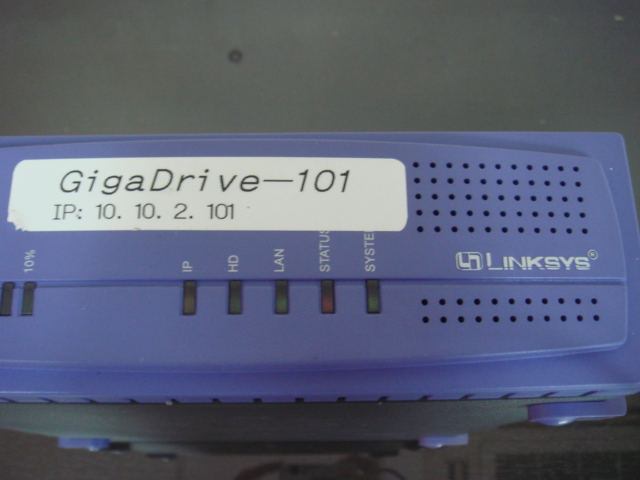 GigaDrive-101
IP: 10. 10. 2. 101
10%
IP
HD
LAN
STATUS
SYSTEM
LINKSYS®